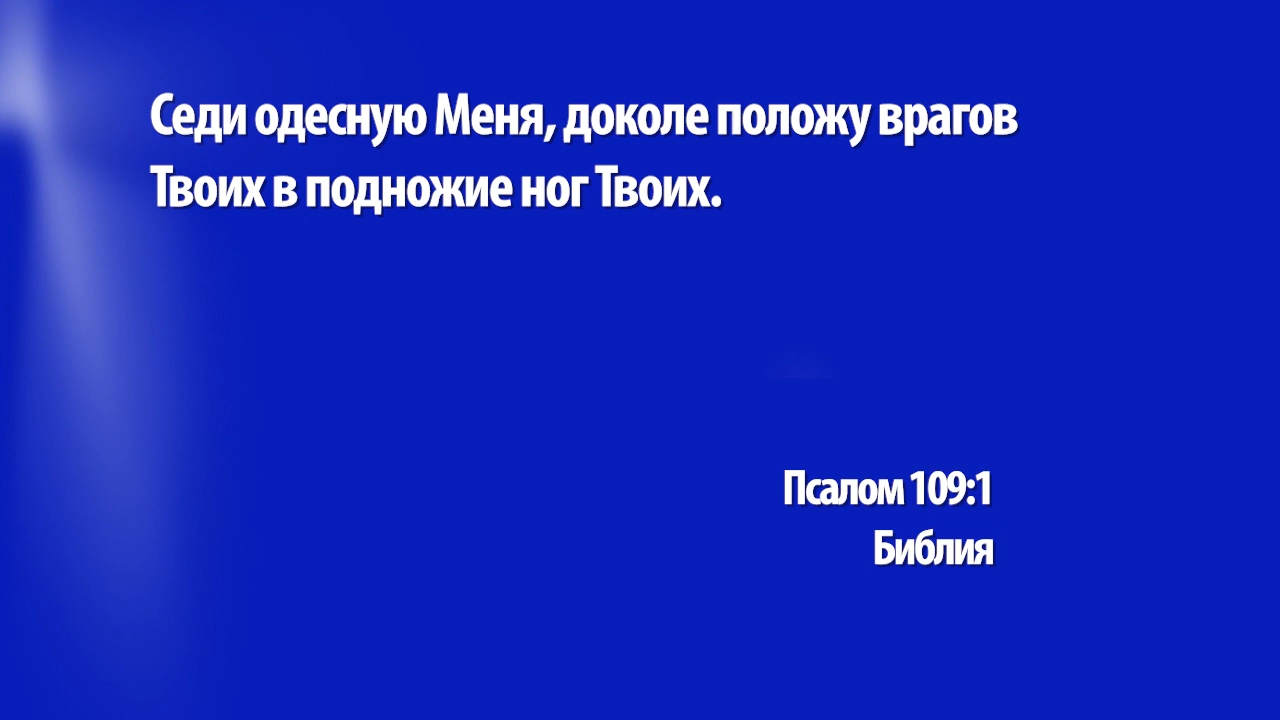 Седи одесную Меня, доколе положу врагов
Твоих в подножие ног Твоих.
Псалом 109:1
Библия